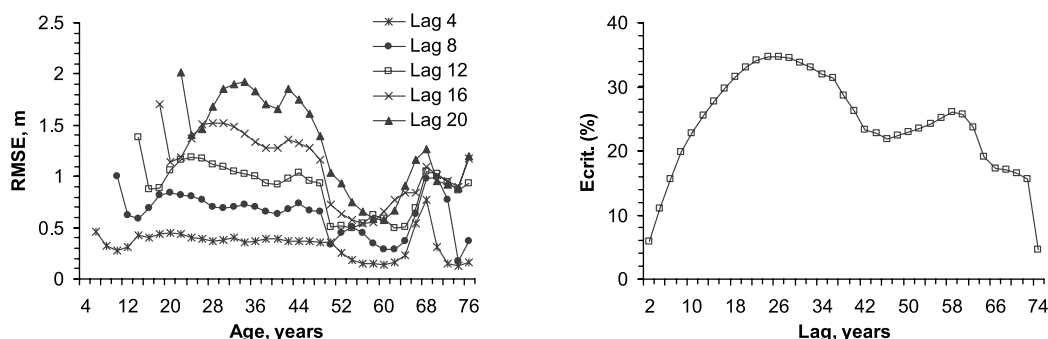 2.5
2
1.5
1
0.5
0
RMSE, m
4 12 20 28 36 44 52 60 68 76
Age, years
Lag 4
Lag 8
Lag 12
Lag 16
Lag 20
40
30
20
10
0
Ecrit. (%)
2 10 18 26 34 42 50 58 66 74
Lag, years